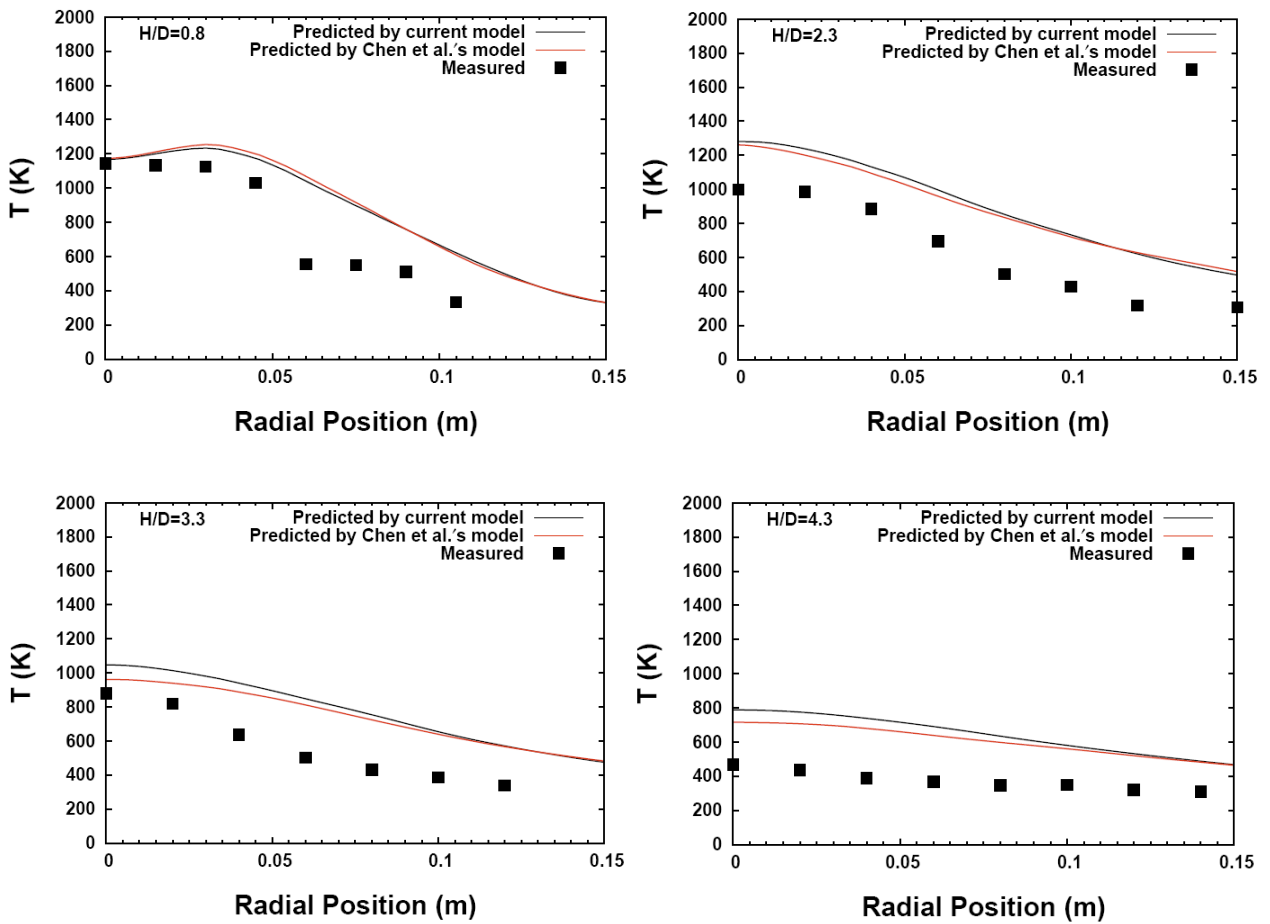 2000
1800
1600
1400
1200
1000
800
600
400
200
0
T (K)
H/D=0.8
Predicted by current model
Predicted by Chen et al.′s model
Measured
0
0.05
0.1
0.15
Radial Position (m)
2000
1800
1600
1400
1200
1000
800
600
400
200
0
T (K)
H/D=2.3
Predicted by current model
Predicted by Chen et al.′s model
Measured
0
0.05
0.1
0.15
Radial Position (m)
2000
1800
1600
1400
1200
1000
800
600
400
200
0
T (K)
H/D=3.3
Predicted by current model
Predicted by Chen et al.′s model
Measured
0
0.05
0.1
0.15
Radial Position (m)
2000
1800
1600
1400
1200
1000
800
600
400
200
0
T (K)
H/D=4.3
Predicted by current model
Predicted by Chen et al.′s model
Measured
0
0.05
0.1
0.15
Radial Position (m)